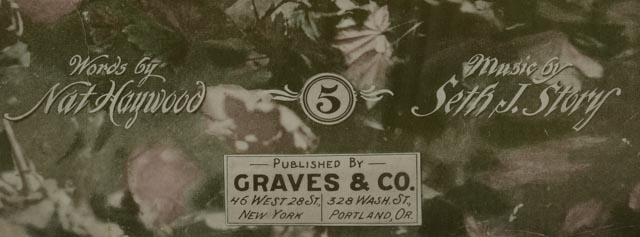 Words by
Nat Haywood
5
Music by
Seth J. Story
— PUBLISHED BY —
GRAVES & CO.
46 WEST 28 ST., 328 WASH. ST.,
NEW YORK PORTLAND, OR.